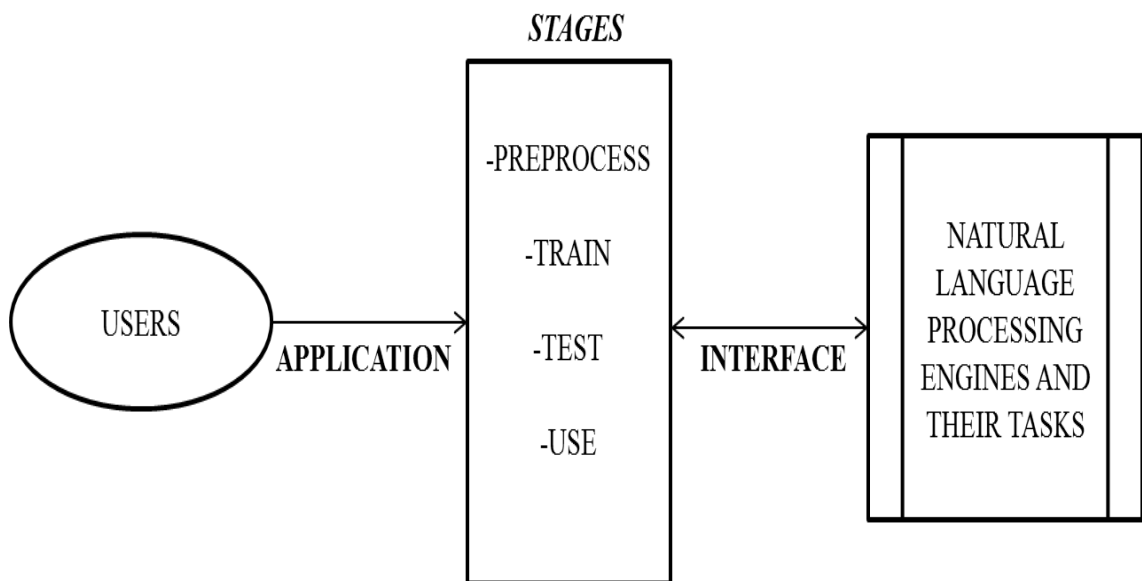 STAGES
-PREPROCESS
-TRAIN
-TEST
-USE
USERS
APPLICATION
INTERFACE
NATURAL
LANGUAGE
PROCESSING
ENGINES AND
THEIR TASKS